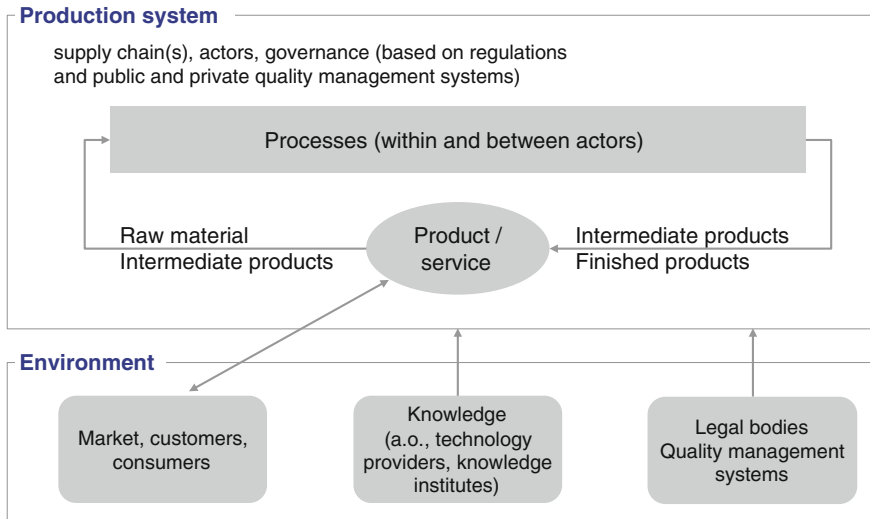 Production system
supply chain(s), actors, governance (based on regulations
and public and private quality management systems)
Processes (within and between actors)
Raw material
Intermediate products
Product /
service
Intermediate products
Finished products
Environment
Market, customers,
consumers
Knowledge
(a.o., technology
providers, knowledge
institutes)
Legal bodies
Quality management
systems